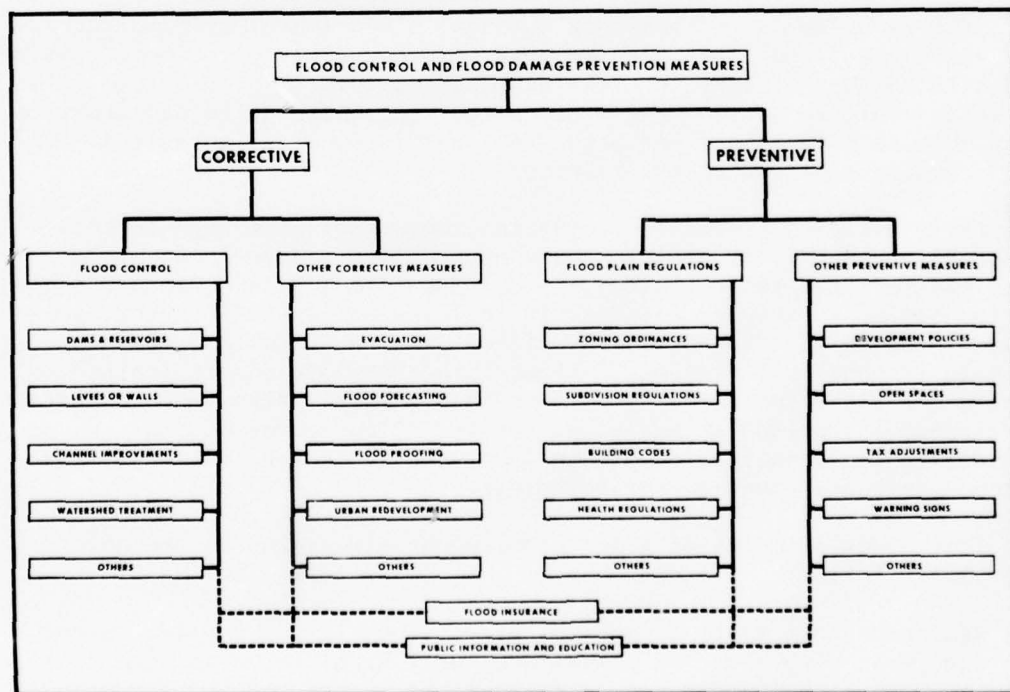 FLOOD CONTROL AND FLOOD DAMAGE PREVENTION MEASURES
CORRECTIVE
PREVENTIVE
FLOOD CONTROL
OTHER CORRECTIVE MEASURES
FLOOD PLAIN REGULATIONS
OTHER PREVENTIVE MEASURES
DAMS & RESERVOIRS
EVACUATION
ZONING ORDINANCES
DEVELOPMENT POLICIES
LEVEES OR WALLS
FLOOD FORECASTING
SUBDIVISION REGULATIONS
OPEN SPACES
CHANNEL IMPROVEMENTS
FLOOD PROOFING
BUILDING CODES
TAX ADJUSTMENTS
WATERSHED TREATMENT
URBAN REDEVELOPMENT
HEALTH REGULATIONS
WARNING SIGNS
OTHERS
OTHERS
OTHERS
OTHERS
FLOOD INSURANCE
PUBLIC INFORMATION AND EDUCATION